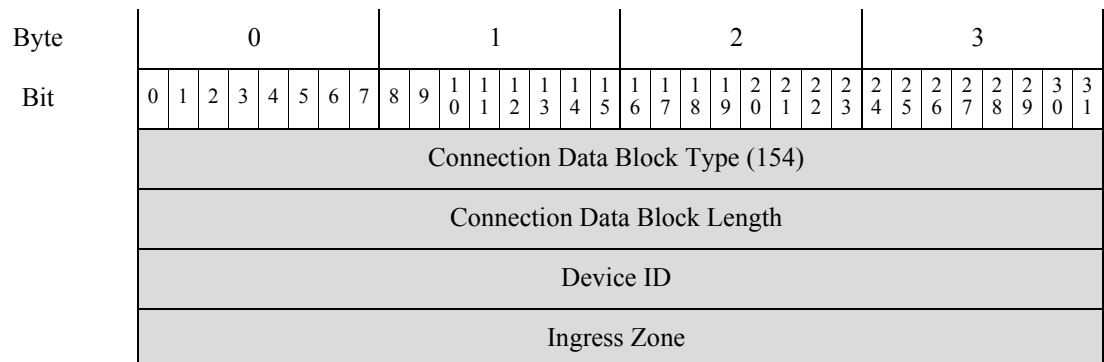 Byte 0 1 2 3
Bit 0 1 2 3 4 5 6 7 8 9 10 11 12 13 14 15 16 17 18 19 20 21 22 23 24 25 26 27 28 29 30 31
Connection Data Block Type (154)
Connection Data Block Length
Device ID
Ingress Zone